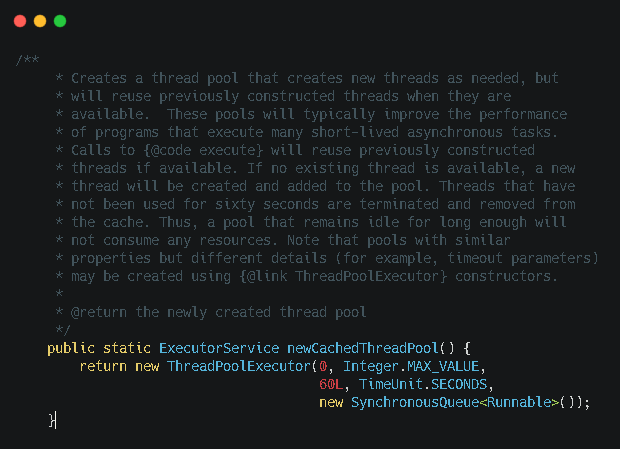 /**
* Creates a thread pool that creates new threads as needed, but
* will reuse previously constructed threads when they are
* available.  These pools will typically improve the performance
* of programs that execute many short-lived asynchronous tasks.
* Calls to {@code execute} will reuse previously constructed
* threads if available. If no existing thread is available, a new
* thread will be created and added to the pool. Threads that have
* not been used for sixty seconds are terminated and removed from
* the cache. Thus, a pool that remains idle for long enough will
* not consume any resources. Note that pools with similar
* properties but different details (for example, timeout parameters)
* may be created using {@link ThreadPoolExecutor} constructors.
*
* @return the newly created thread pool
*/
public static ExecutorService newCachedThreadPool() {
return new ThreadPoolExecutor(0, Integer.MAX_VALUE,
60L, TimeUnit.SECONDS,
new SynchronousQueue<Runnable>());
}